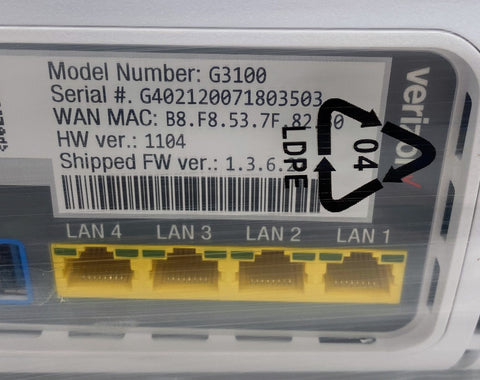 Model Number: G3100
Serial #. G402120071803503
WAN MAC: B8.F8.53.7F.82.
HW ver.: 1104
Shipped FW ver.: 1.3.6.
verizon
04
LDPE
LAN 4 LAN 3 LAN 2 LAN 1